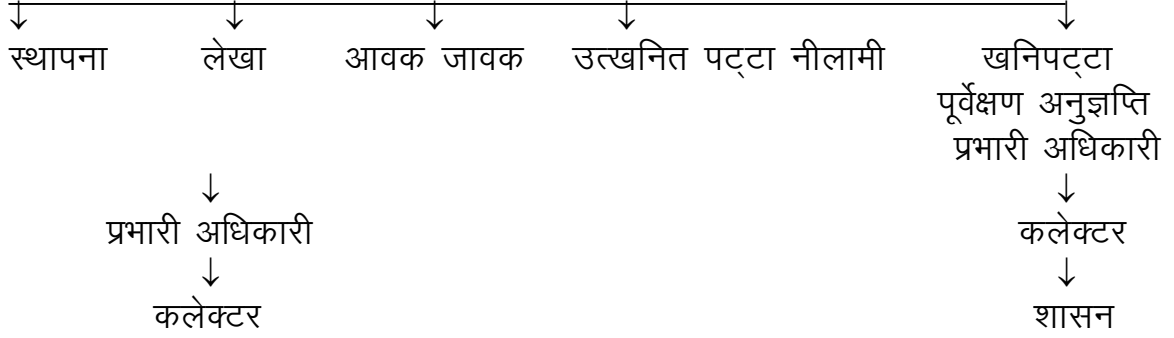 स्थापना लेखा आवक जावक उत्खनित पट्टा नीलामी खनिपट्टा
पूर्वेक्षण अनुज्ञप्ति
प्रभारी अधिकारी
प्रभारी अधिकारी कलेक्टर
कलेक्टर शासन